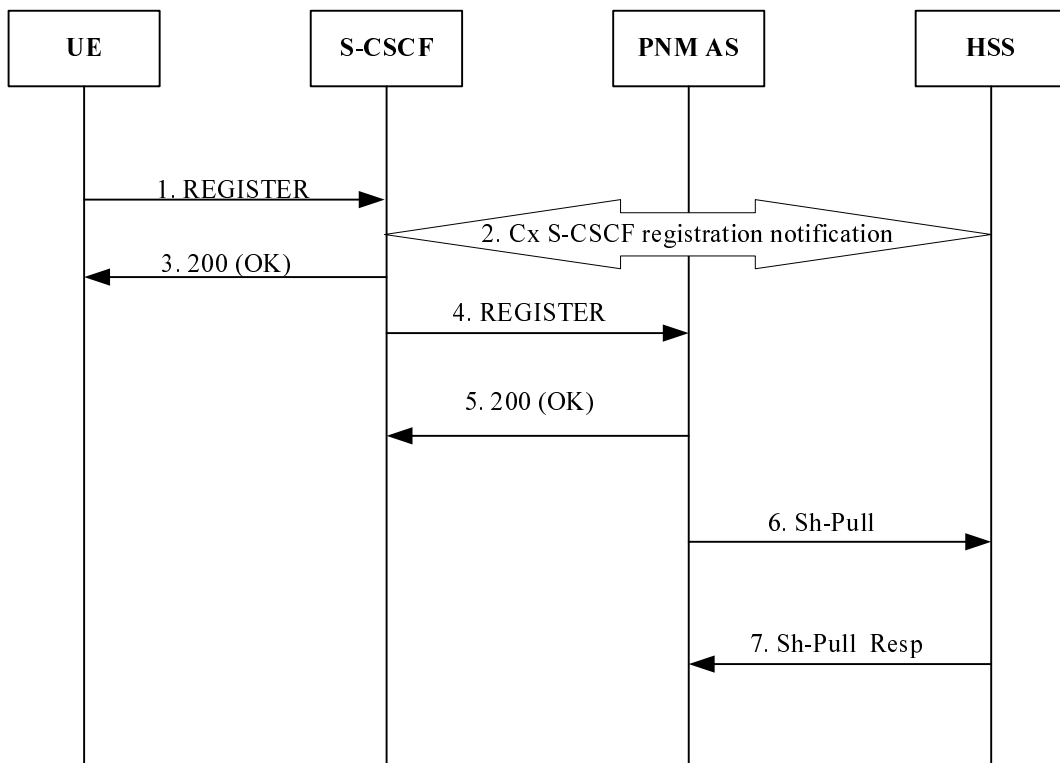 UE
S-CSCF
PNM AS
HSS
1. REGISTER
2. Cx S-CSCF registration notification
3. 200 (OK)
4. REGISTER
5. 200 (OK)
6. Sh-Pull
7. Sh-Pull Resp